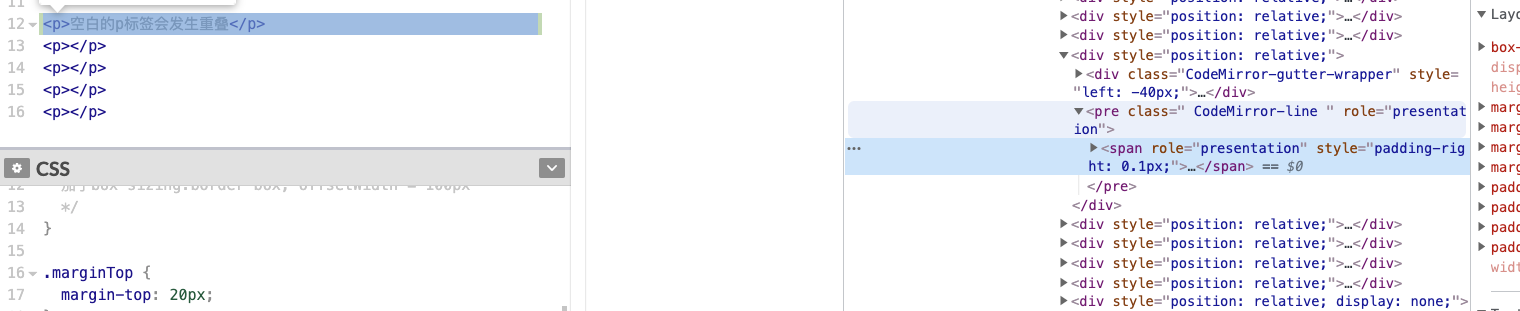 11
12 <p>空白的p标签会发生重叠</p>
13 <p></p>
14 <p></p>
15 <p></p>
16 <p></p>
CSS
13 */
14 }
15
16 .marginTop {
17 margin-top: 20px;
<div style="position: relative;">…</div>
<div style="position: relative;">…</div>
<div style="position: relative;">
<div class="CodeMirror-gutter-wrapper" style=
"left: -40px;">…</div>
<pre class=" CodeMirror-line " role="presentat
ion">
<span role="presentation" style="padding-rig
ht: 0.1px;">…</span> == $0
</pre>
</div>
<div style="position: relative;">…</div>
<div style="position: relative;">…</div>
<div style="position: relative;">…</div>
<div style="position: relative;">…</div>
<div style="position: relative; display: none;">
Layo
box-
disp
heig
marg
marg
marg
marg
padd
padd
padd
padd
widt